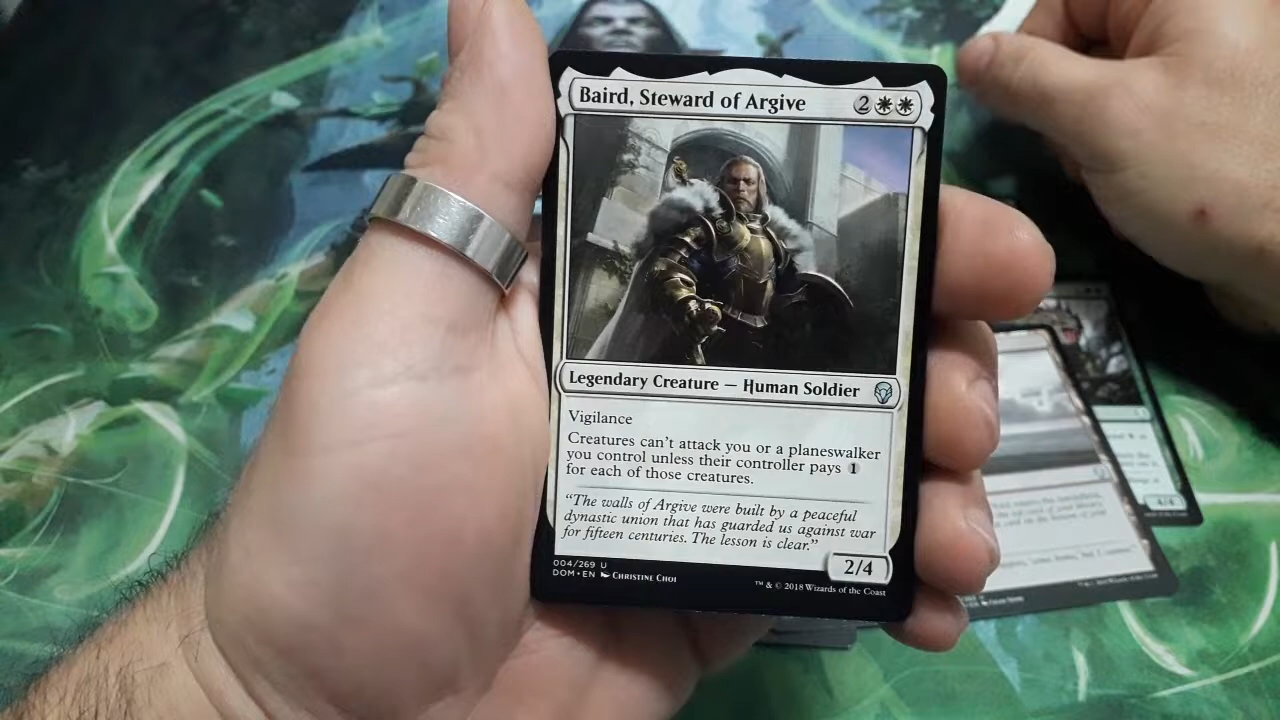 Baird, Steward of Argive 2
Legendary Creature — Human Soldier
Vigilance
Creatures can't attack you or a planeswalker
you control unless their controller pays 1
for each of those creatures.
"The walls of Argive were built by a peaceful
dynastic union that has guarded us against war
for fifteen centuries. The lesson is clear."
2/4
004/269 U
DOM • EN Christine Choi
™ & © 2018 Wizards of the Coast
4/4